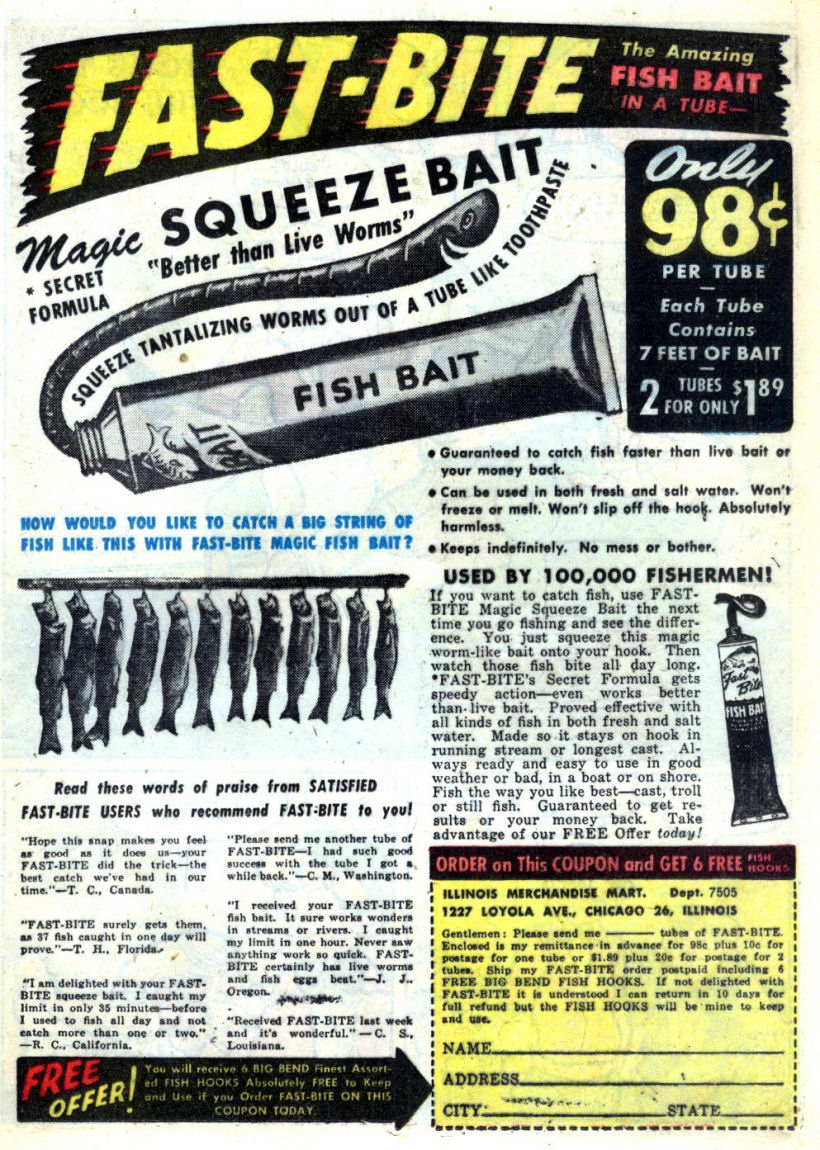 FAST-BITE
The Amazing
FISH BAIT
IN A TUBE—
Magic SQUEEZE BAIT
"Better than Live Worms"
* SECRET
FORMULA
SQUEEZE TANTALIZING WORMS OUT OF A TUBE LIKE TOOTHPASTE
FISH BAIT
BAIT
Only
98¢
PER TUBE
—
Each Tube
Contains
7 FEET OF BAIT
—
2 TUBES FOR ONLY $1 89
• Guaranteed to catch fish faster than live bait or
your money back.
• Can be used in both fresh and salt water. Won't
freeze or melt. Won't slip off the hook. Absolutely
harmless.
• Keeps indefinitely. No mess or bother.
HOW WOULD YOU LIKE TO CATCH A BIG STRING OF
FISH LIKE THIS WITH FAST-BITE MAGIC FISH BAIT?
USED BY 100,000 FISHERMEN!
If you want to catch fish, use FAST-
BITE Magic Squeeze Bait the next
time you go fishing and see the differ-
ence. You just squeeze this magic
worm-like bait onto your hook. Then
watch those fish bite all day long.
*FAST-BITE's Secret Formula gets
speedy action—even works better
than live bait. Proved effective with
all kinds of fish in both fresh and salt
water. Made so it stays on hook in
running stream or longest cast. Al-
ways ready and easy to use in good
weather or bad, in a boat or on shore.
Fish the way you like best—cast, troll
or still fish. Guaranteed to get re-
sults or your money back. Take
advantage of our FREE Offer today!
Fast
Bite
FISH BAIT
Read these words of praise from SATISFIED
FAST-BITE USERS who recommend FAST-BITE to you!
"Hope this snap makes you feel
as good as it does us—your
FAST-BITE did the trick—the
best catch we've had in our
time."—T. C., Canada.
"FAST-BITE surely gets them,
as 37 fish caught in one day will
prove."—T. H., Florida.
"I am delighted with your FAST-
BITE squeeze bait. I caught my
limit in only 35 minutes—before
I used to fish all day and not
catch more than one or two."
—R. C., California.
"Please send me another tube of
FAST-BITE—I had such good
success with the tube I got a
while back."—C. M., Washington.
"I received your FAST-BITE
fish bait. It sure works wonders
in streams or rivers. I caught
my limit in one hour. Never saw
anything work so quick. FAST-
BITE certainly has live worms
and fish eggs beat."—J. J.,
Oregon.
"Received FAST-BITE last week
and it's wonderful."—C. S.,
Louisiana.
FREE
OFFER!
You will receive 6 BIG BEND Finest Assort-
ed FISH HOOKS Absolutely FREE to Keep
and Use if you Order FAST-BITE ON THIS
COUPON TODAY.
ORDER on This COUPON and GET 6 FREE FISH HOOKS
ILLINOIS MERCHANDISE MART. Dept. 7505
1227 LOYOLA AVE., CHICAGO 26, ILLINOIS
Gentlemen: Please send me ——— tubes of FAST-BITE.
Enclosed is my remittance in advance for 98c plus 10c for
postage for one tube or $1.89 plus 20c for postage for 2
tubes. Ship my FAST-BITE order postpaid including 6
FREE BIG BEND FISH HOOKS. If not delighted with
FAST-BITE it is understood I can return in 10 days for
full refund but the FISH HOOKS will be mine to keep
and use.
NAME
ADDRESS
CITY STATE